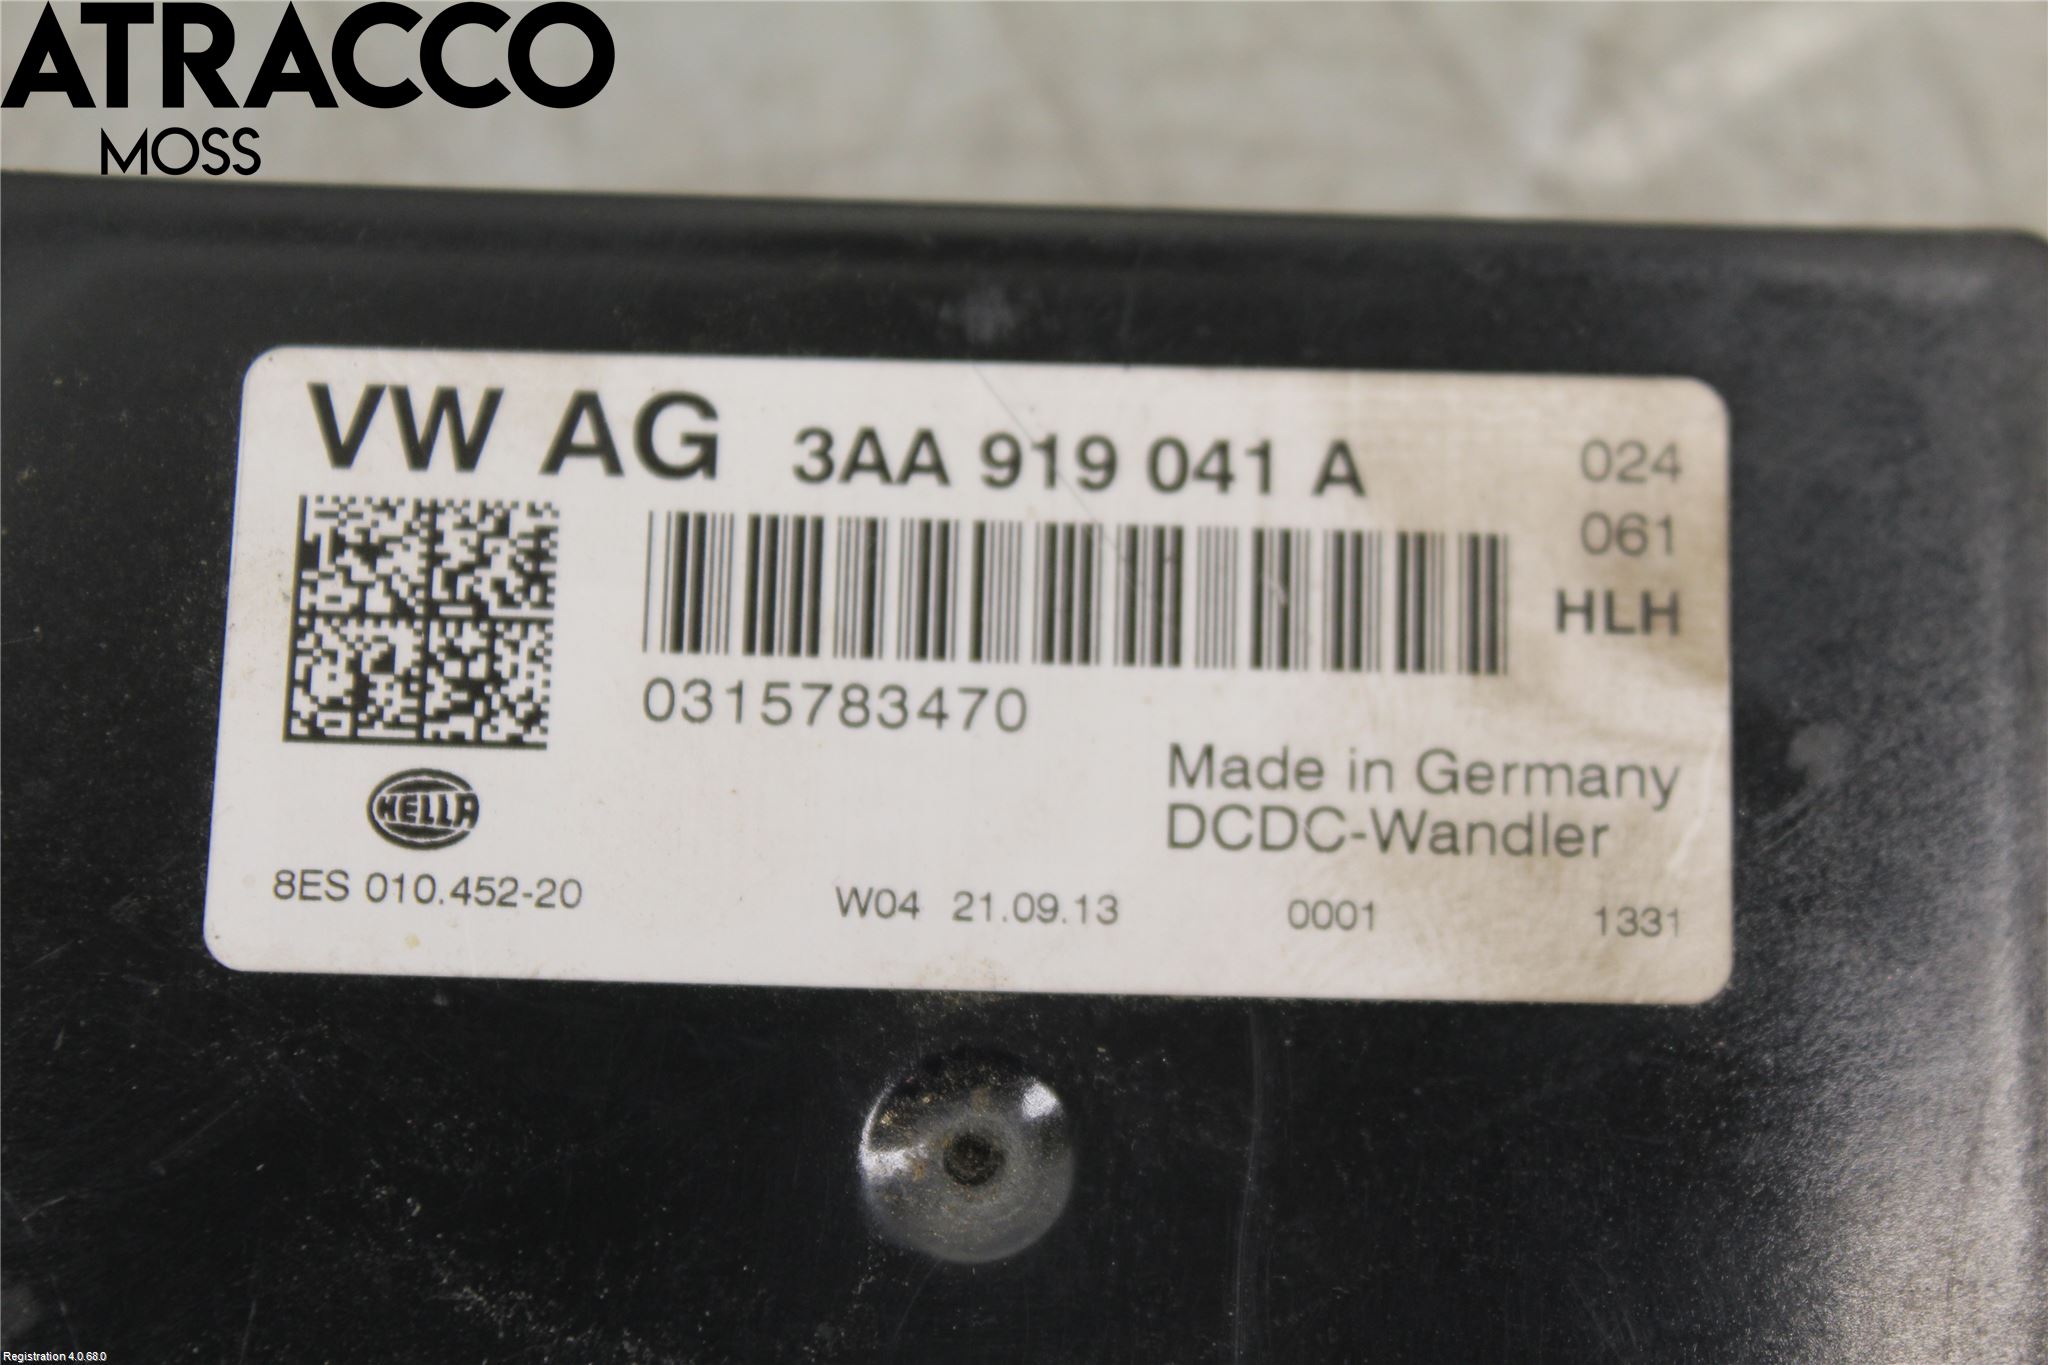 ATRACCO
MOSS
VW AG 3AA 919 041 A 024
061
HLH
0315783470
Made in Germany
DCDC-Wandler
HELLA
8ES 010.452-20 W04 21.09.13 0001 1331
Registration 4.0.68.0